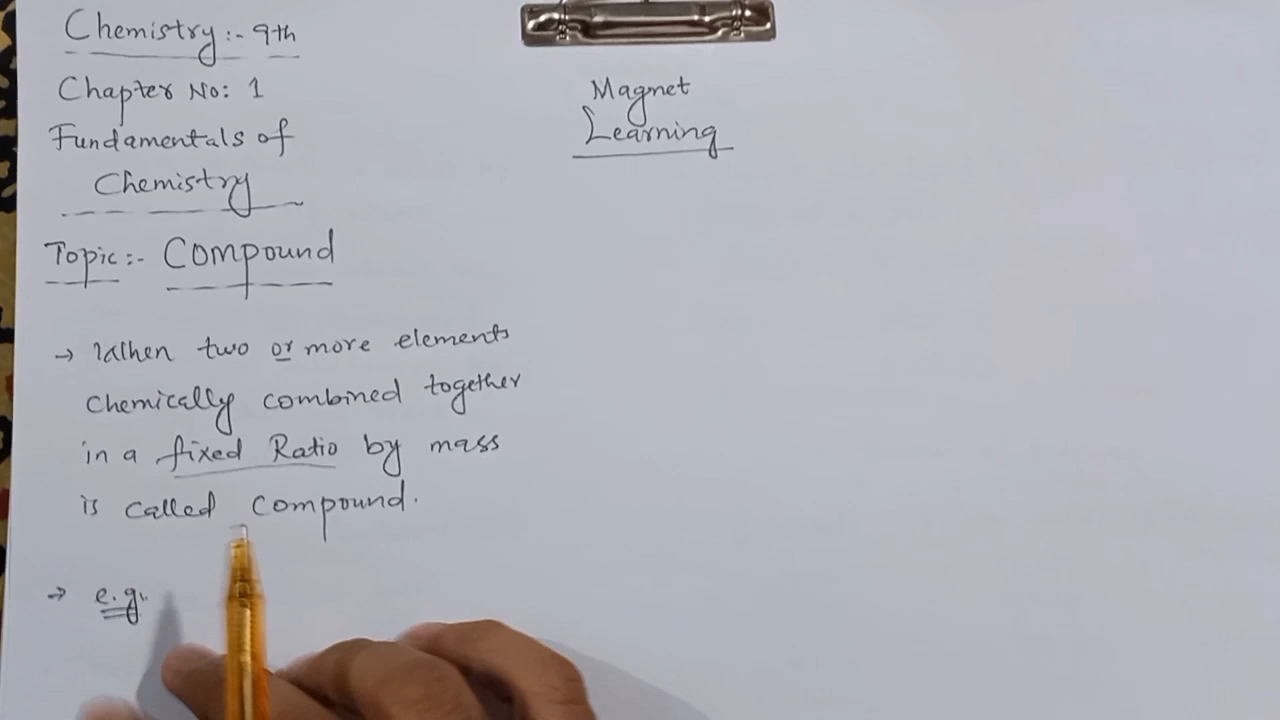 Chemistry:- 9th
Chapter No: 1
Fundamentals of
Chemistry
Topic:- Compound
Magnet
Learning
→ When two or more elements
chemically combined together
in a fixed Ratio by mass
is called compound.
→ e.g.